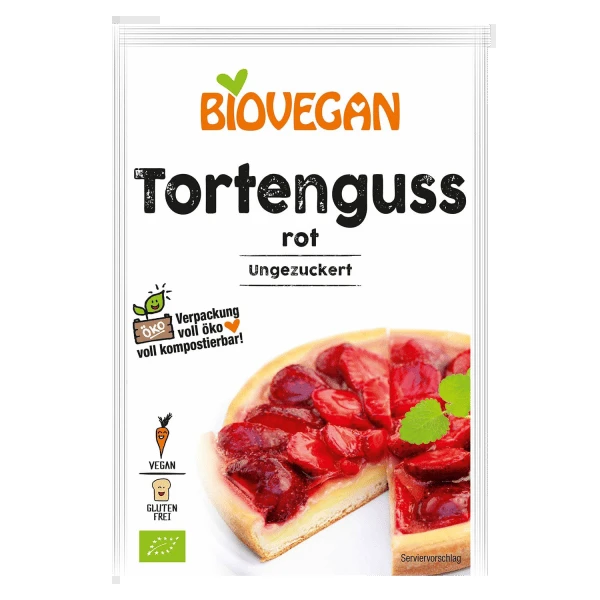 BIOVEGAN
Tortenguss
rot
Ungezuckert
ÖKO
Verpackung
voll öko
voll kompostierbar!
VEGAN
GLUTEN
FREI
Serviervorschlag